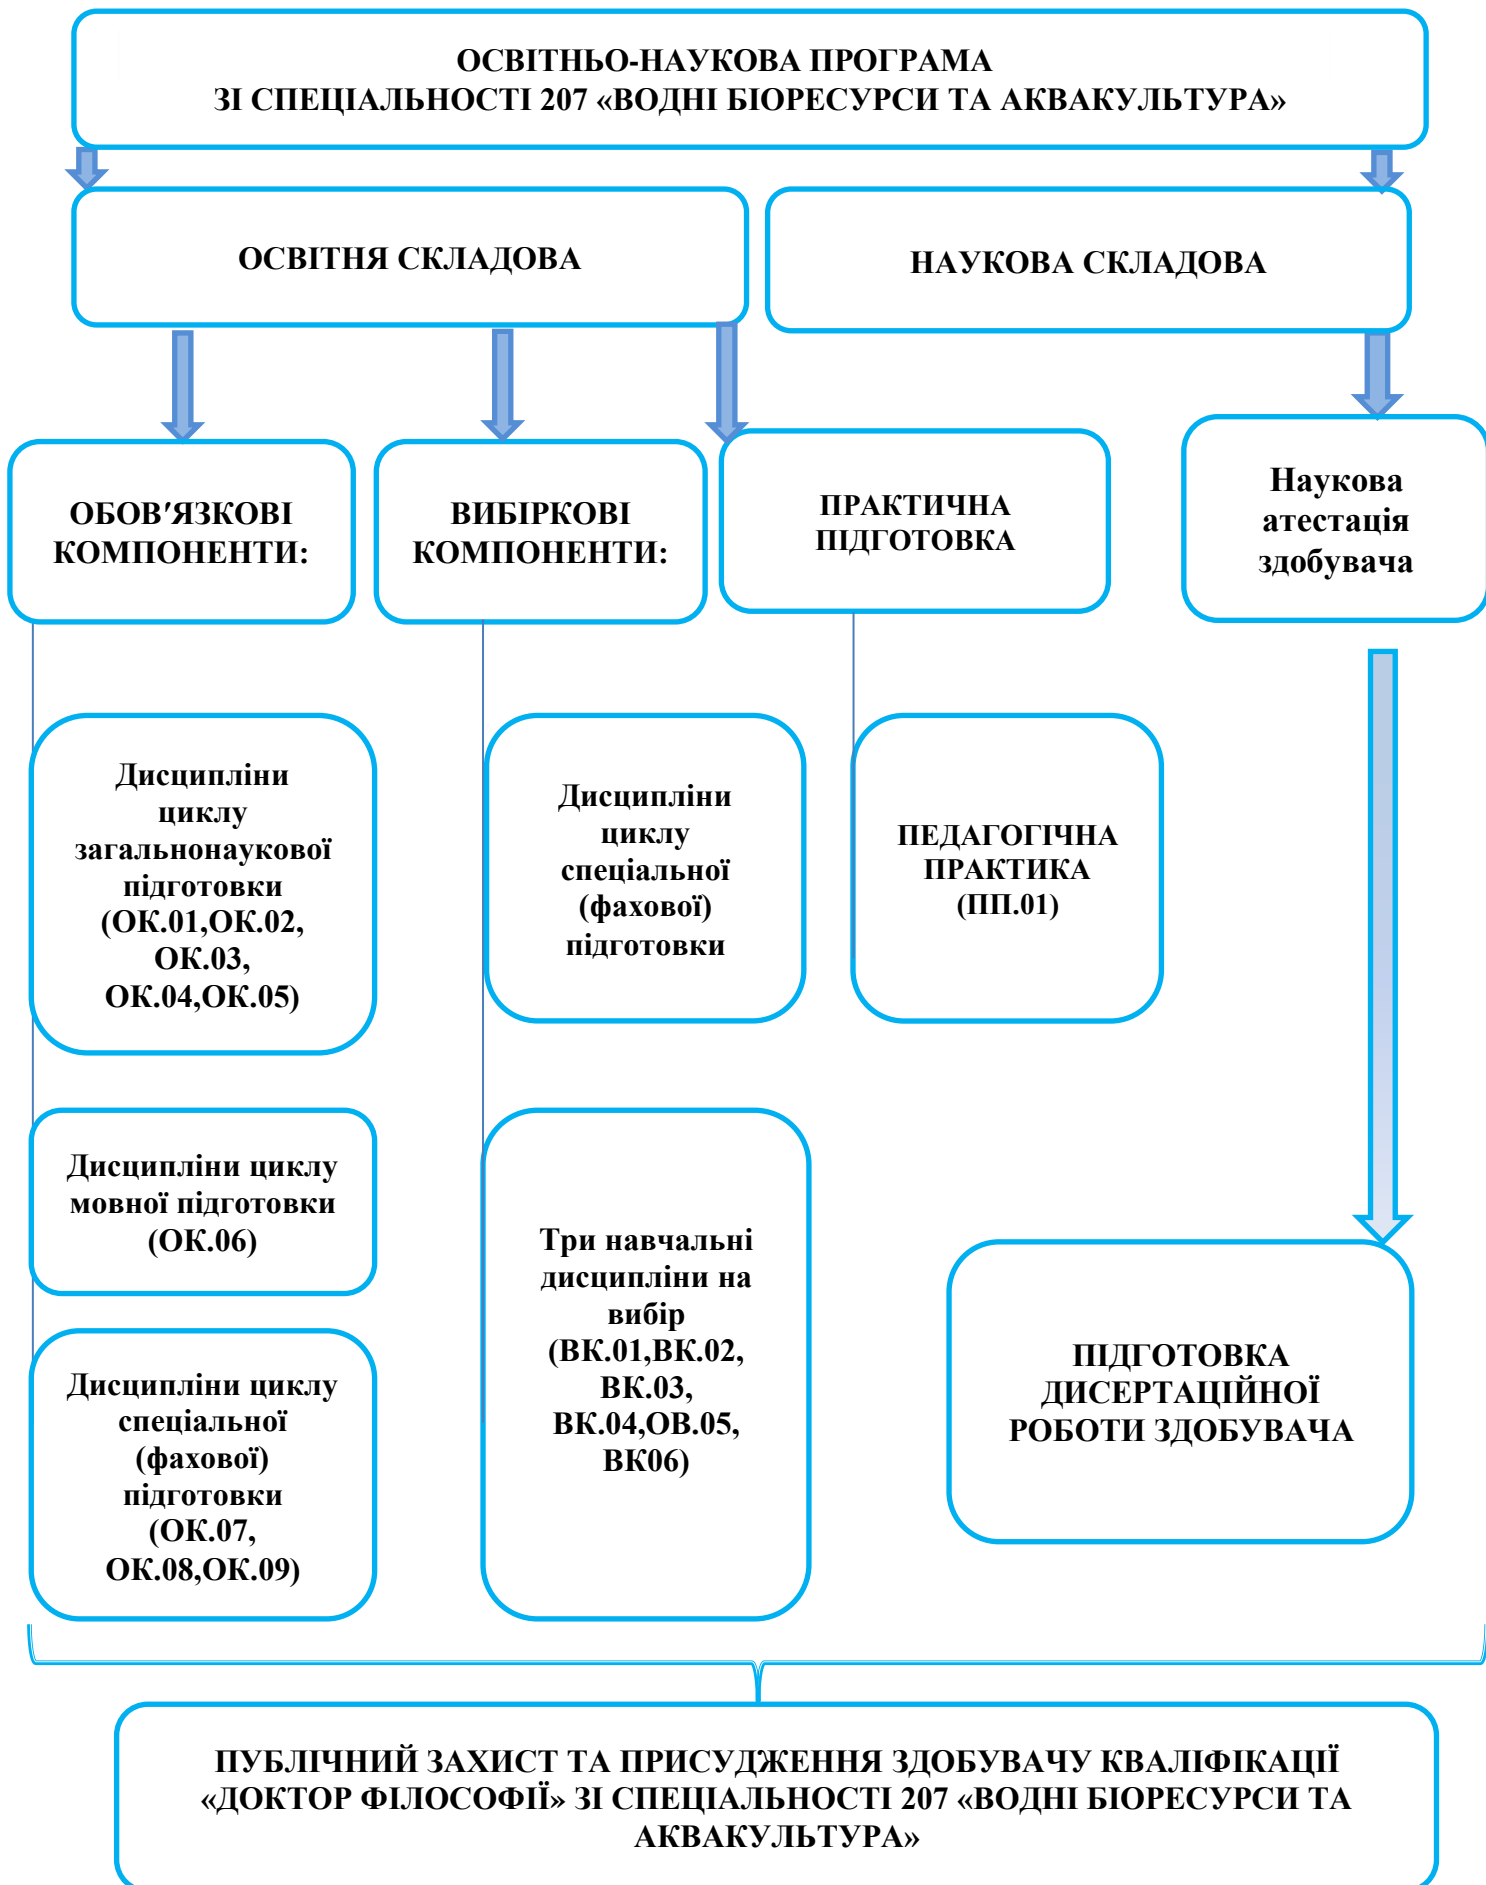 ОСВІТНЬО-НАУКОВА ПРОГРАМА
ЗІ СПЕЦІАЛЬНОСТІ 207 «ВОДНІ БІОРЕСУРСИ ТА АКВАКУЛЬТУРА»
ОСВІТНЯ СКЛАДОВА
НАУКОВА СКЛАДОВА
ОБОВ'ЯЗКОВІ
КОМПОНЕНТИ:
ВИБІРКОВІ
КОМПОНЕНТИ:
ПРАКТИЧНА
ПІДГОТОВКА
Наукова
атестація
здобувача
Дисципліни
циклу
загальнонаукової
підготовки
(ОК.01,ОК.02,
ОК.03,
ОК.04,ОК.05)
Дисципліни
циклу
спеціальної
(фахової)
підготовки
ПЕДАГОГІЧНА
ПРАКТИКА
(ПП.01)
Дисципліни циклу
мовної підготовки
(ОК.06)
Три навчальні
дисципліни на
вибір
(ВК.01,ВК.02,
ВК.03,
ВК.04,ОВ.05,
ВК06)
ПІДГОТОВКА
ДИСЕРТАЦІЙНОЇ
РОБОТИ ЗДОБУВАЧА
Дисципліни циклу
спеціальної
(фахової)
підготовки
(ОК.07,
ОК.08,ОК.09)
ПУБЛІЧНИЙ ЗАХИСТ ТА ПРИСУДЖЕННЯ ЗДОБУВАЧУ КВАЛІФІКАЦІЇ
«ДОКТОР ФІЛОСОФІЇ» ЗІ СПЕЦІАЛЬНОСТІ 207 «ВОДНІ БІОРЕСУРСИ ТА
АКВАКУЛЬТУРА»